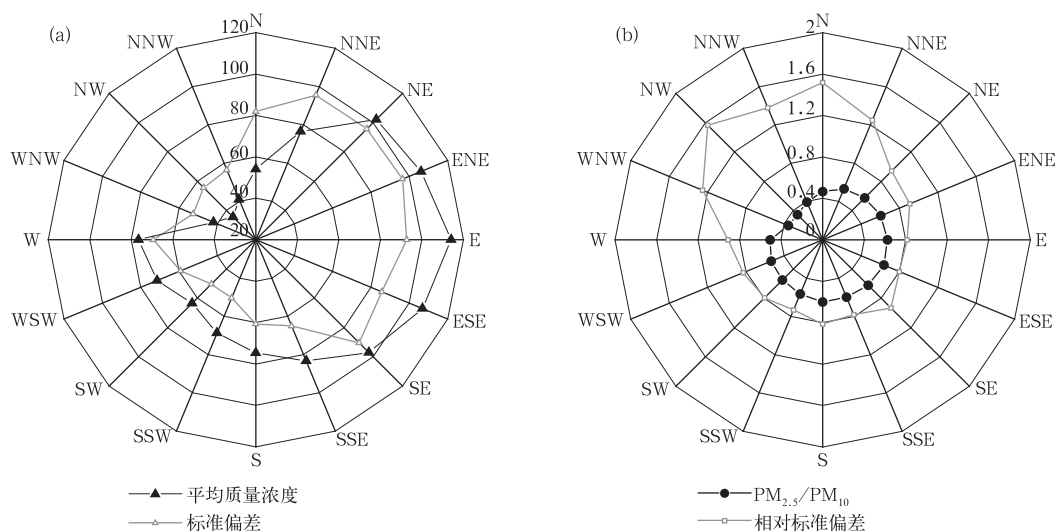 (a)
N
NNE
NE
ENE
E
ESE
SE
SSE
S
SSW
SW
WSW
W
WNW
NW
NNW
120
100
80
60
40
20
平均质量浓度
标准偏差
(b)
N
NNE
NE
ENE
E
ESE
SE
SSE
S
SSW
SW
WSW
W
WNW
NW
NNW
2
1.6
1.2
0.8
0.4
0
PM2.5/PM10
相对标准偏差